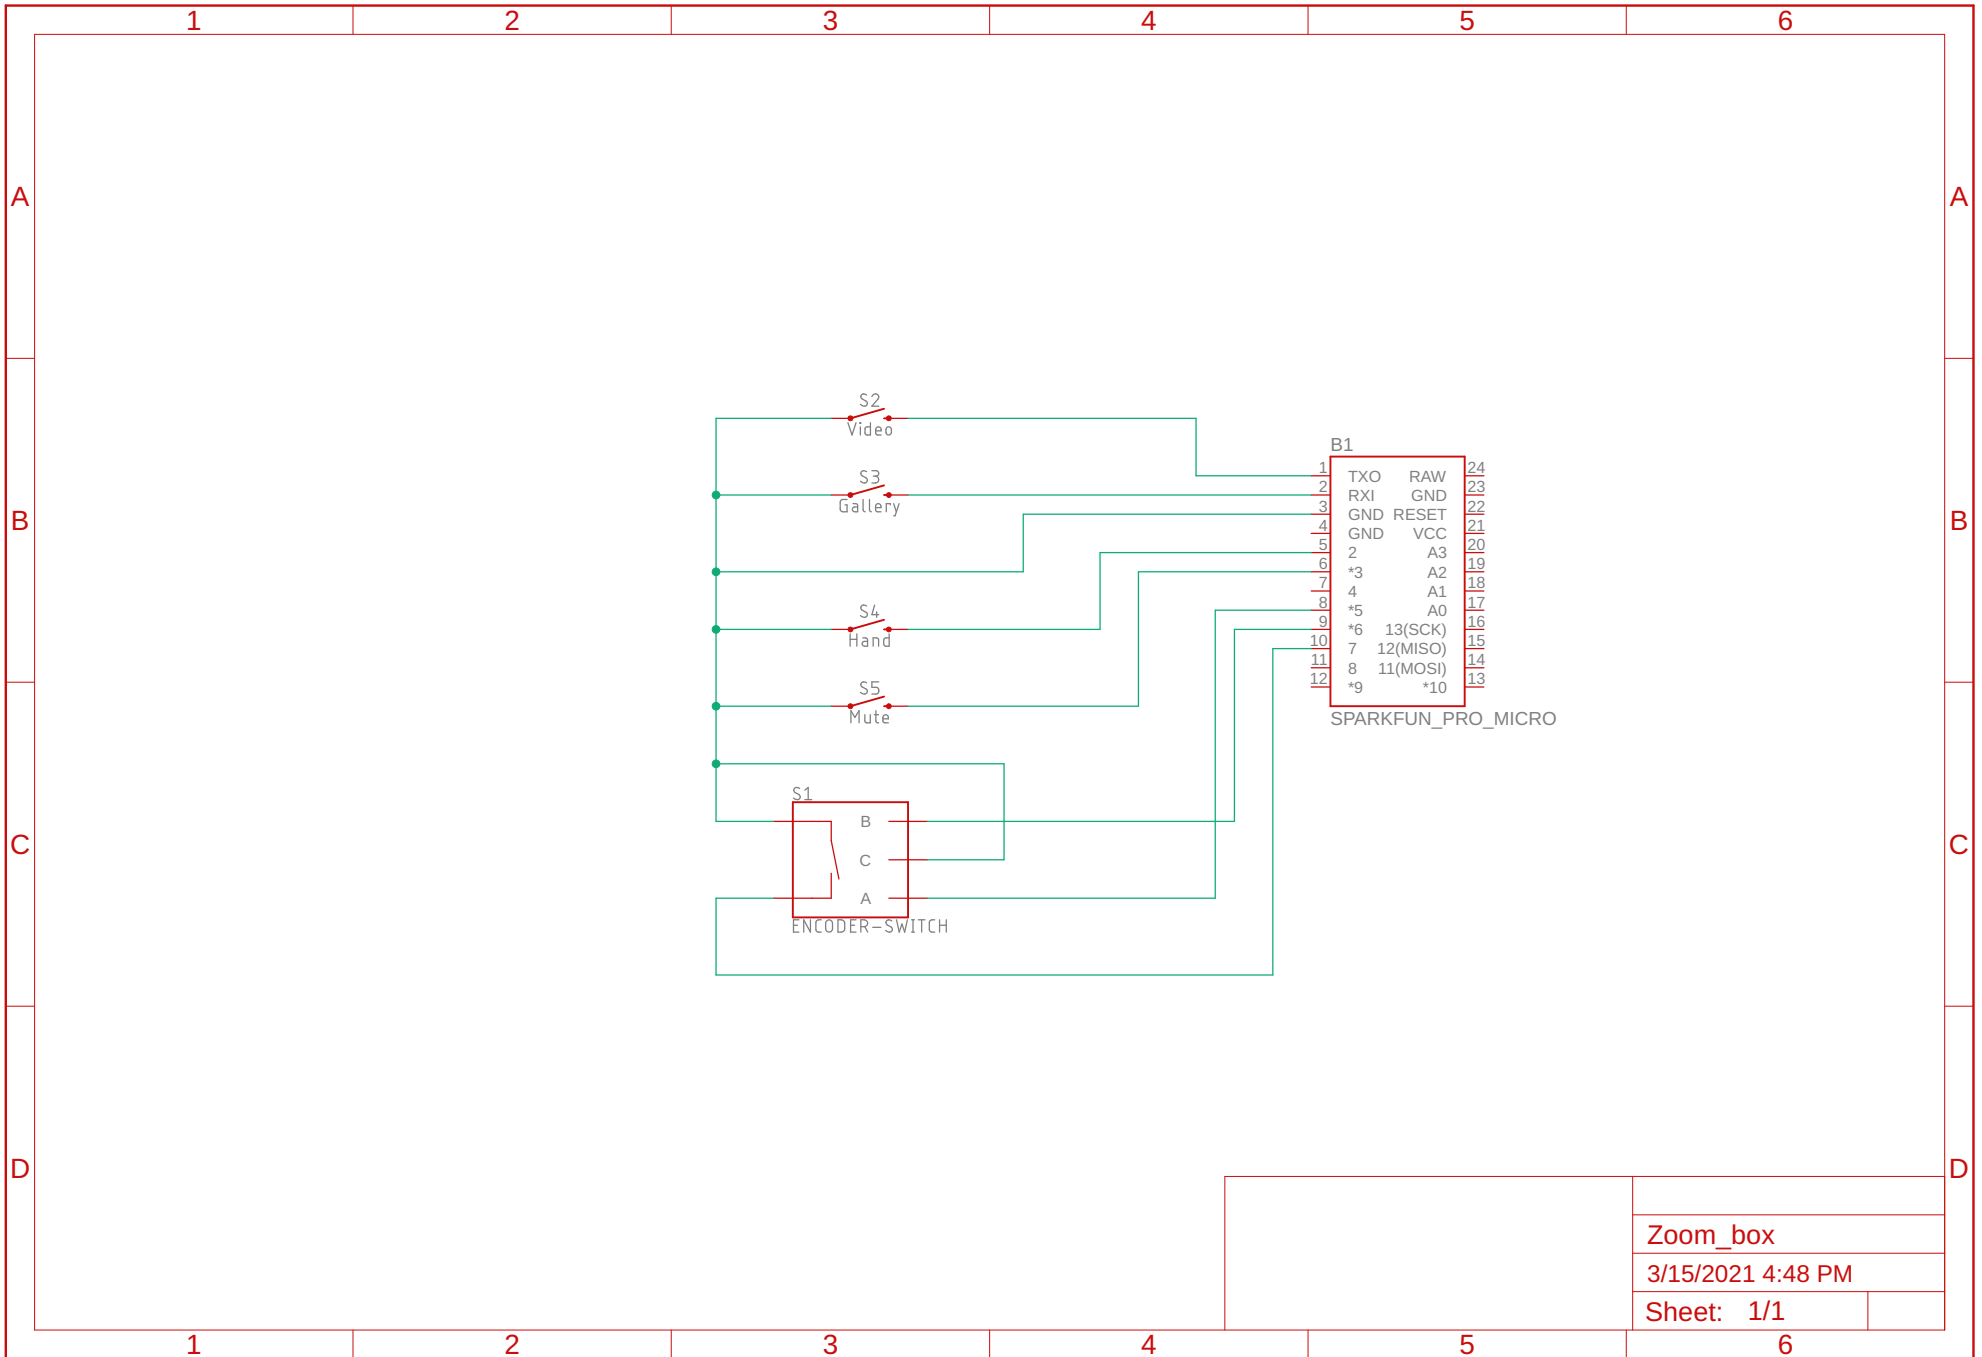 1 2 3 4 5 6
A A
S2
Video
B1
S3
Gallery
1 TXO RAW 24
2 RXI GND 23
3 GND RESET 22
4 GND VCC 21
5 2 A3 20
6 *3 A2 19
7 4 A1 18
8 *5 A0 17
9 *6 13(SCK) 16
10 7 12(MISO) 15
11 8 11(MOSI) 14
12 *9 *10 13
SPARKFUN_PRO_MICRO
B B
S4
Hand
S5
Mute
S1
B
C
A
ENCODER-SWITCH
C C
D D
Zoom_box
3/15/2021 4:48 PM
Sheet: 1/1
1 2 3 4 5 6